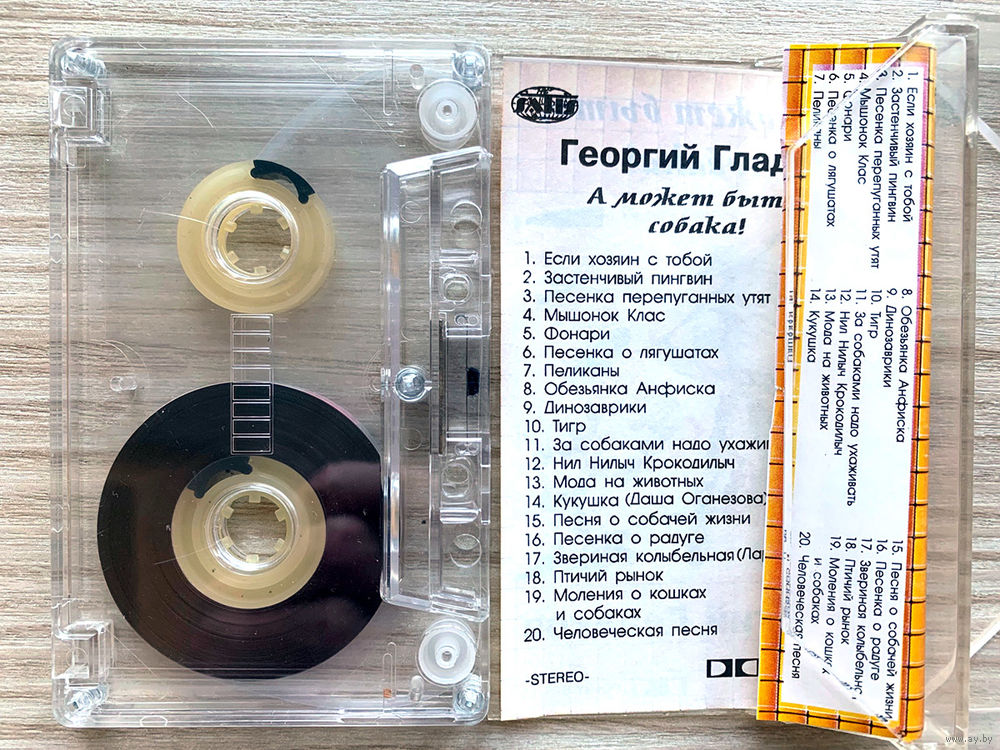 Георгий Глад
А может быт
собака!
1. Если хозяин с тобой
2. Застенчивый пингвин
3. Песенка перепуганных утят
4. Мышонок Клас
5. Фонари
6. Песенка о лягушатах
7. Пеликаны
8. Обезьянка Анфиска
9. Динозаврики
10. Тигр
11. За собаками надо ухажи
12. Нил Нилыч Крокодилыч
13. Мода на животных
14. Кукушка (Даша Оганезова)
15. Песня о собачей жизни
16. Песенка о радуге
17. Звериная колыбельная (Ла
18. Птичий рынок
19. Моления о кошках
и собаках
20. Человеческая песня
-STEREO-
1. Если хозяин с тобой
2. Застенчивый пингвин
3. Песенка перепуганных утят
4. Мышонок Клас
5. Фонари
6. Песенка о лягушатах
7. Пеликаны
8. Обезьянка Анфиска
9. Динозаврики
10. Тигр
11. За собаками надо ухаживать
12. Нил Нилыч Крокодилыч
13. Мода на животных
14. Кукушка
15. Песня о собачей жизни
16. Песенка о радуге
17. Звериная колыбельн
18. Птичий рынок
19. Моления о кошках
и собаках
20. Человеческая песня
www.ay.by